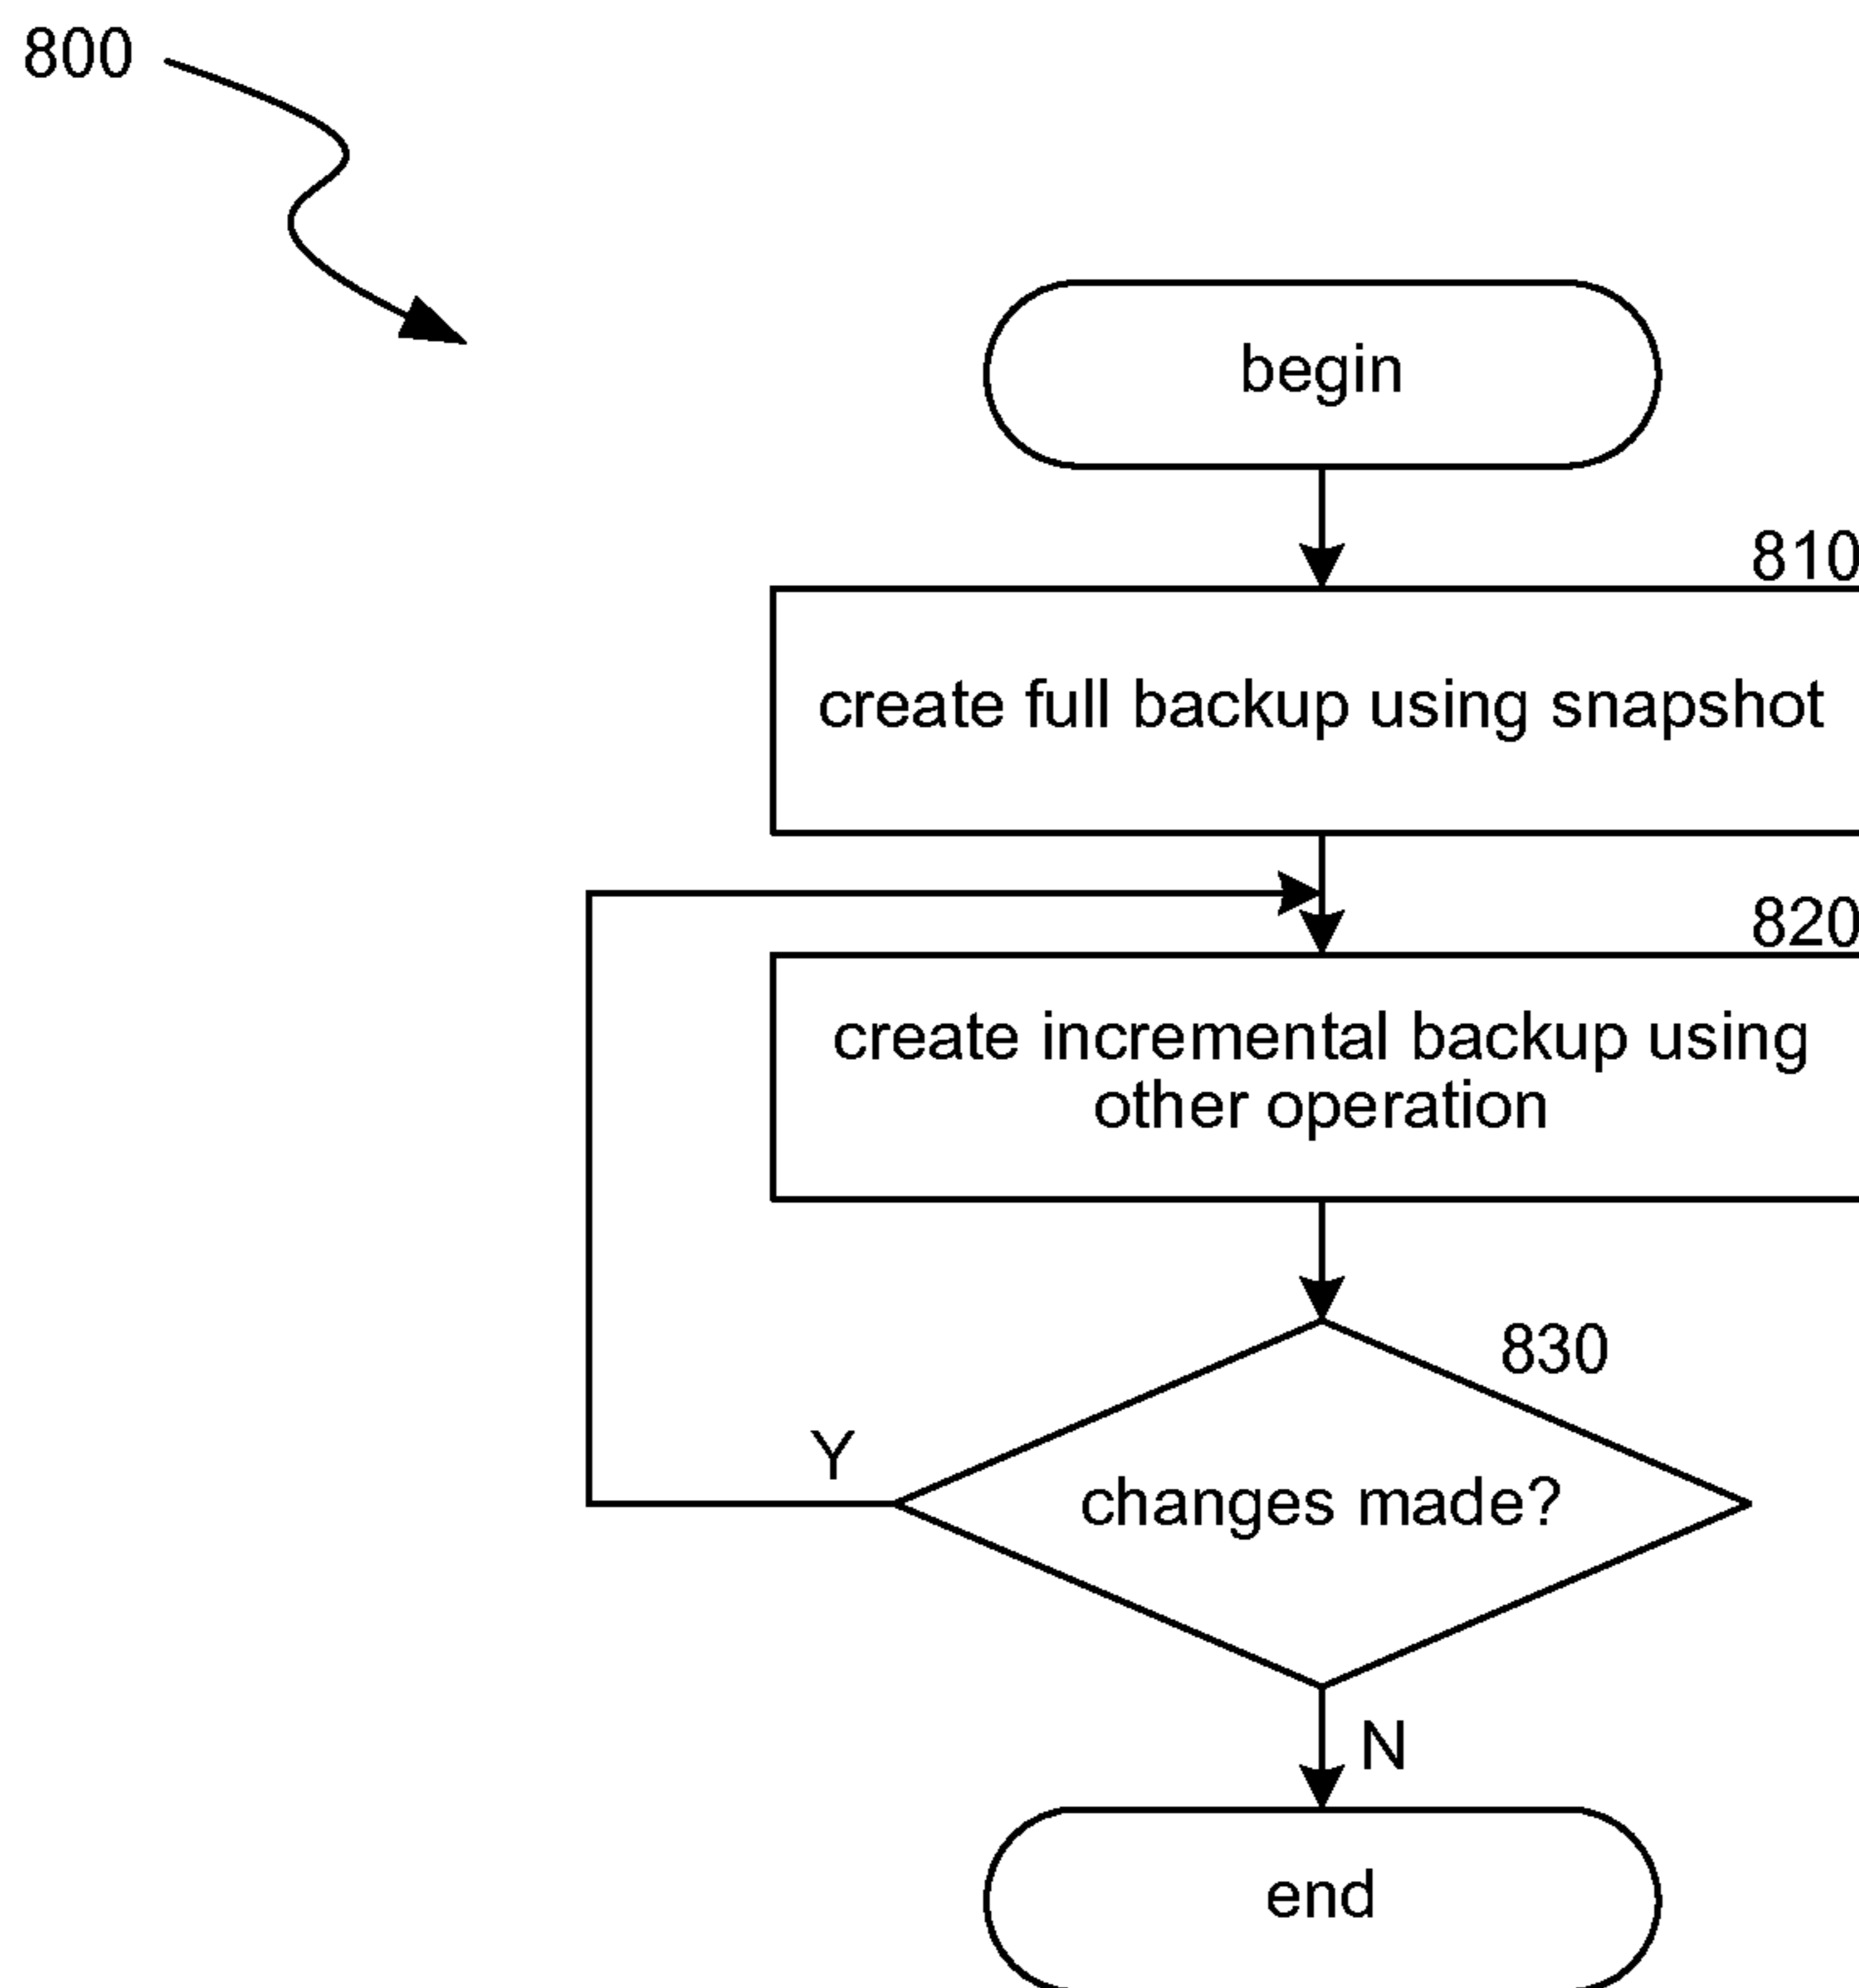 800
begin
810
create full backup using snapshot
820
create incremental backup using
other operation
830
Y
changes made?
N
end